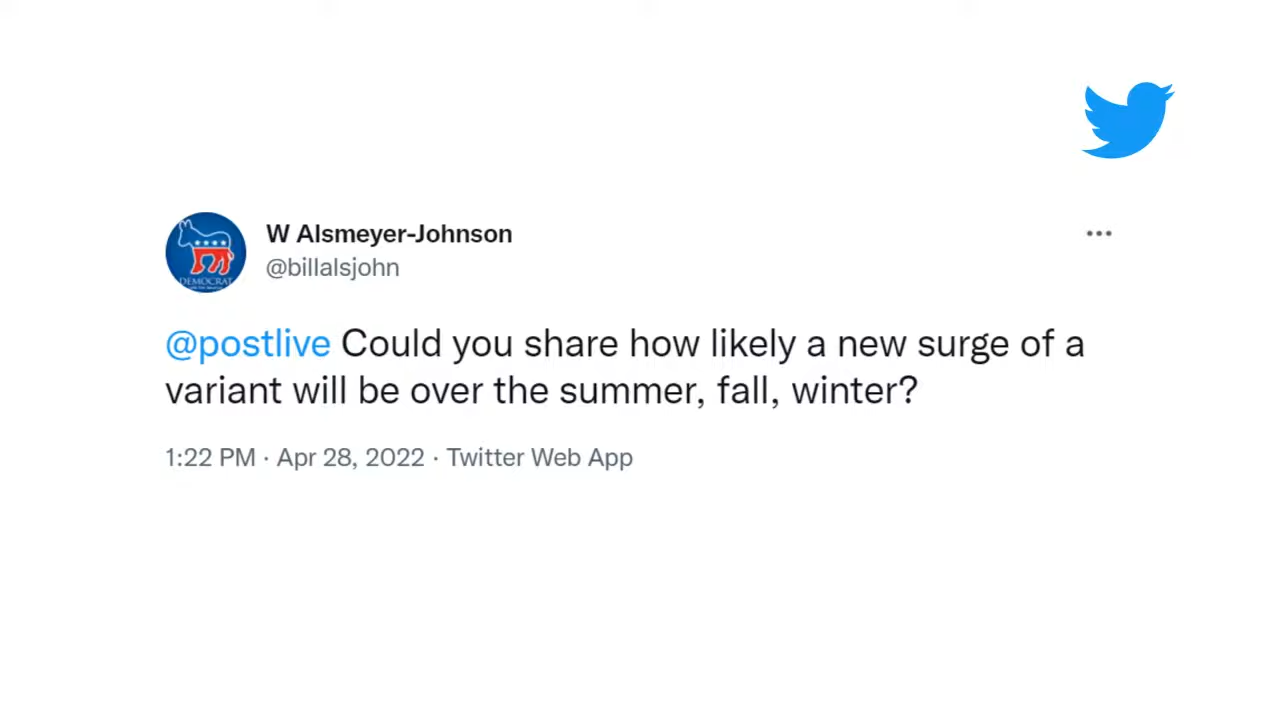 W Alsmeyer-Johnson
@billalsjohn
DEMOCRAT
@postlive Could you share how likely a new surge of a
variant will be over the summer, fall, winter?
1:22 PM · Apr 28, 2022 · Twitter Web App